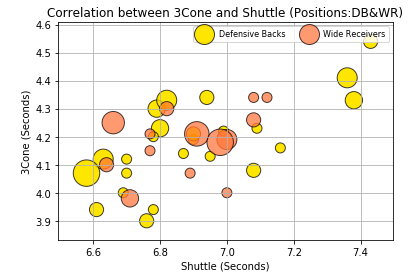 Correlation between 3Cone and Shuttle (Positions:DB&WR)
Defensive Backs Wide Receivers
4.6
4.5
4.4
4.3
4.2
4.1
4.0
3.9
3Cone (Seconds)
6.6 6.8 7.0 7.2 7.4
Shuttle (Seconds)